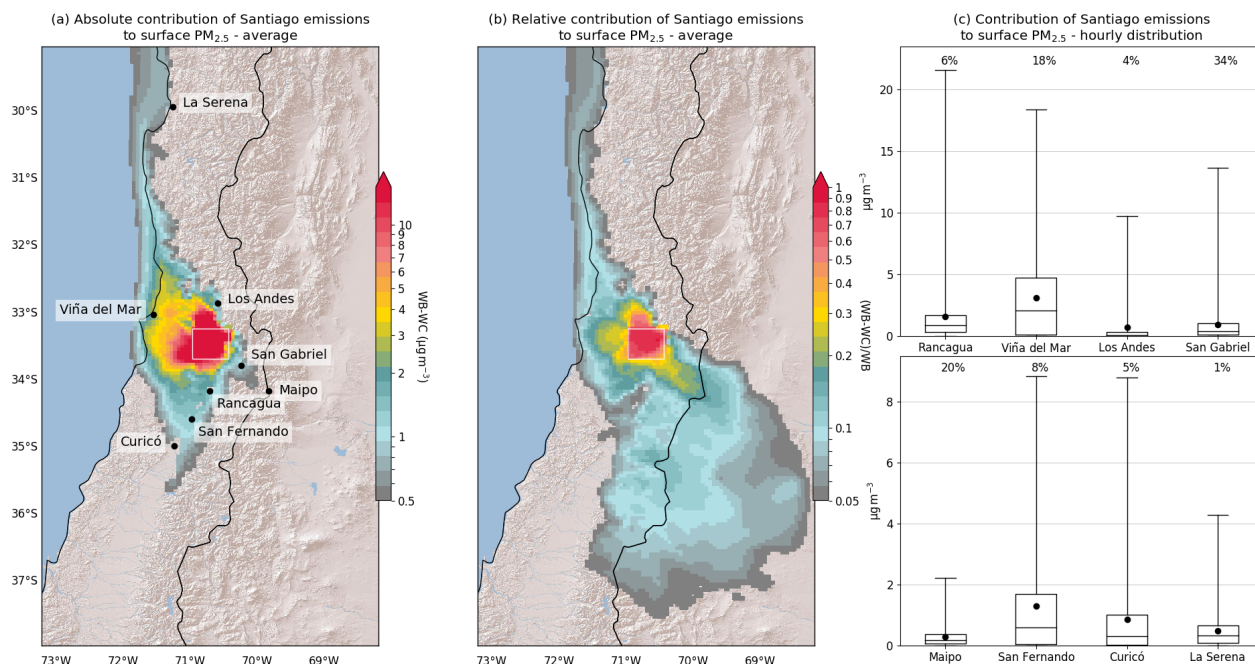 (a) Absolute contribution of Santiago emissions
to surface PM2.5 - average
30°S
31°S
32°S
33°S
34°S
35°S
36°S
37°S
73°W
72°W
71°W
70°W
69°W
La Serena
Los Andes
Viña del Mar
San Gabriel
Maipo
Rancagua
San Fernando
Curicó
10
9
8
7
6
5
4
3
2
1
0.5
WB-WC (μg m⁻³)
(b) Relative contribution of Santiago emissions
to surface PM2.5 - average
73°W
72°W
71°W
70°W
69°W
1
0.9
0.8
0.7
0.6
0.5
0.4
0.3
0.2
0.1
0.05
(WB-WC)/WB
(c) Contribution of Santiago emissions
to surface PM2.5 - hourly distribution
6%
18%
4%
34%
20
15
10
5
0
μg m⁻³
Rancagua
Viña del Mar
Los Andes
San Gabriel
20%
8%
5%
1%
8
6
4
2
0
μg m⁻³
Maipo
San Fernando
Curicó
La Serena